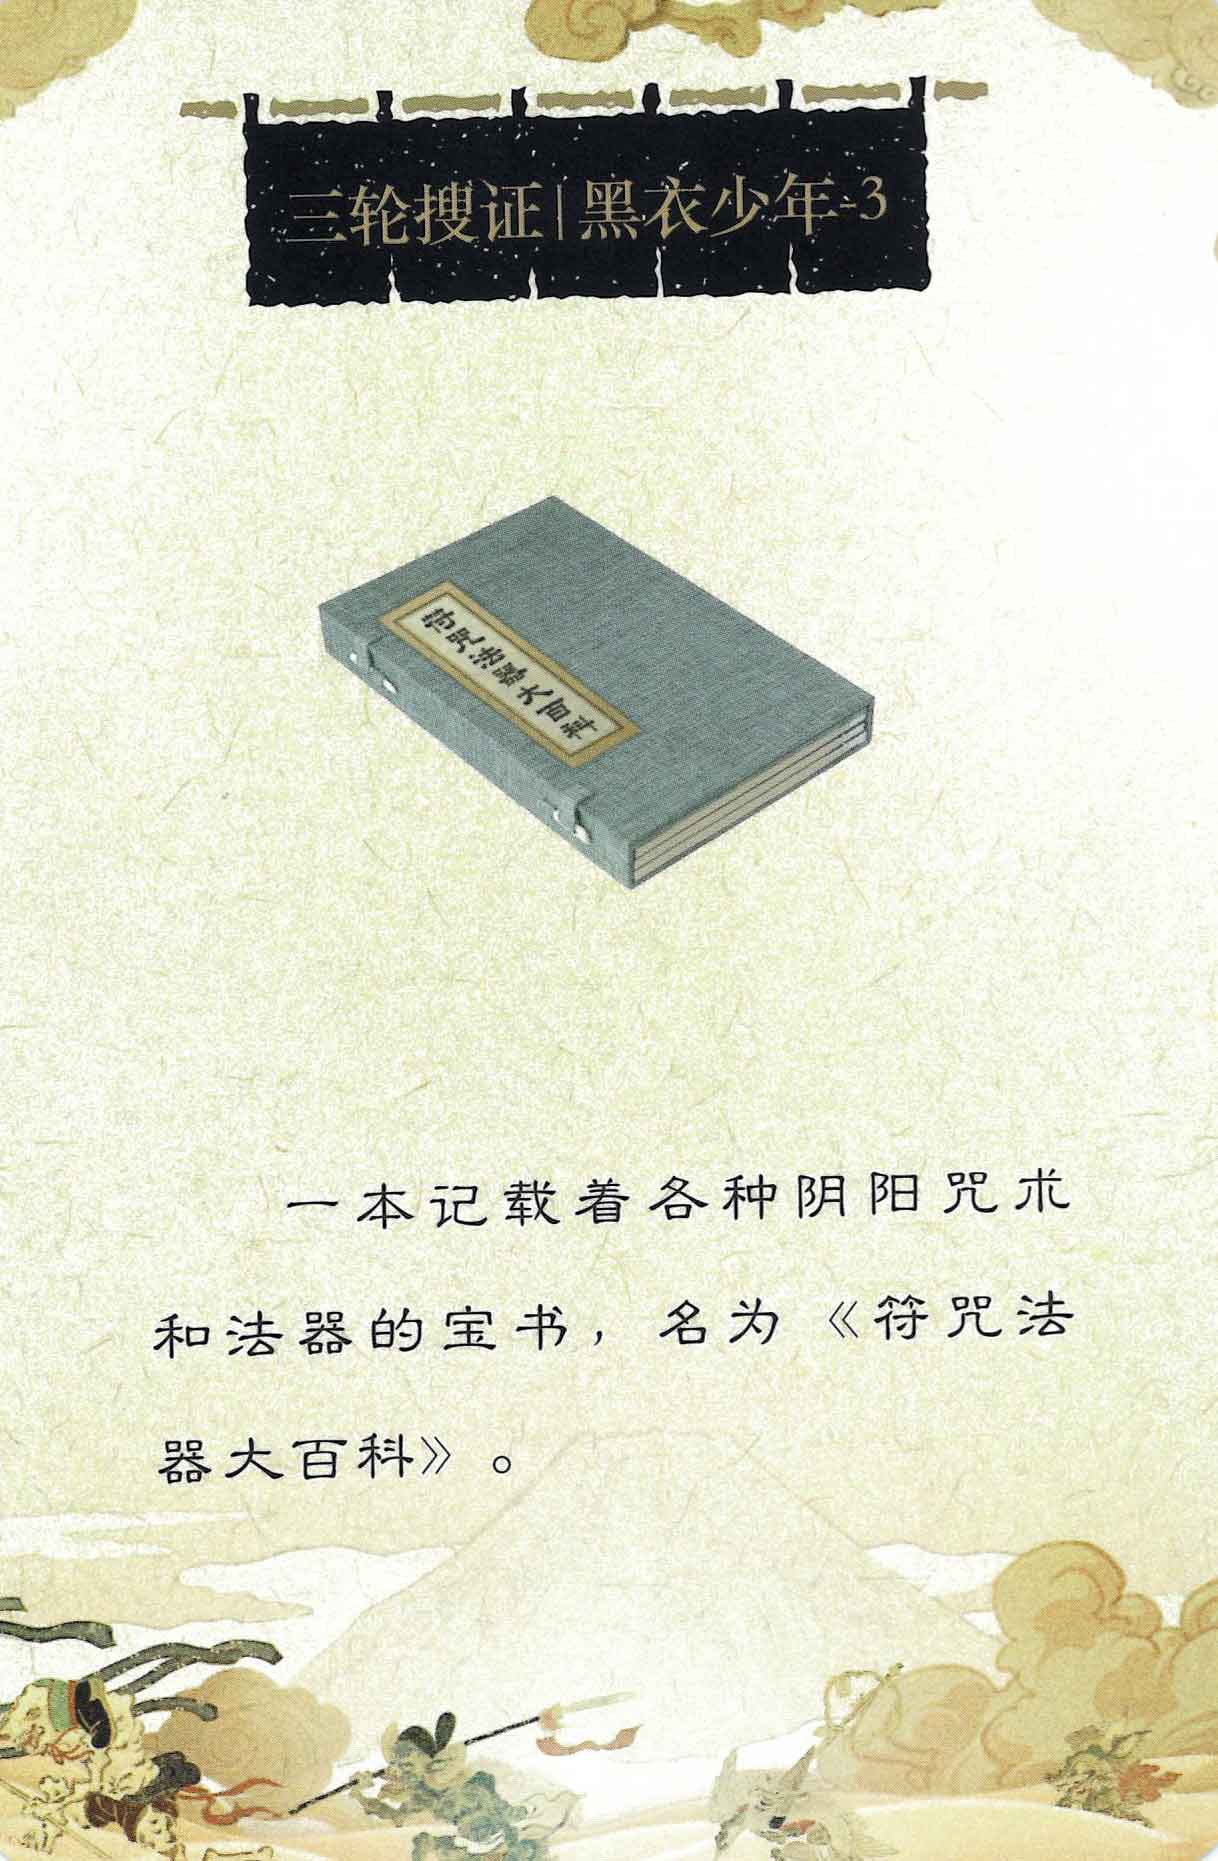 三轮搜证|黑衣少年-3
符咒法器大百科
一本记载着各种阴阳咒术
和法器的宝书，名为《符咒法
器大百科》。